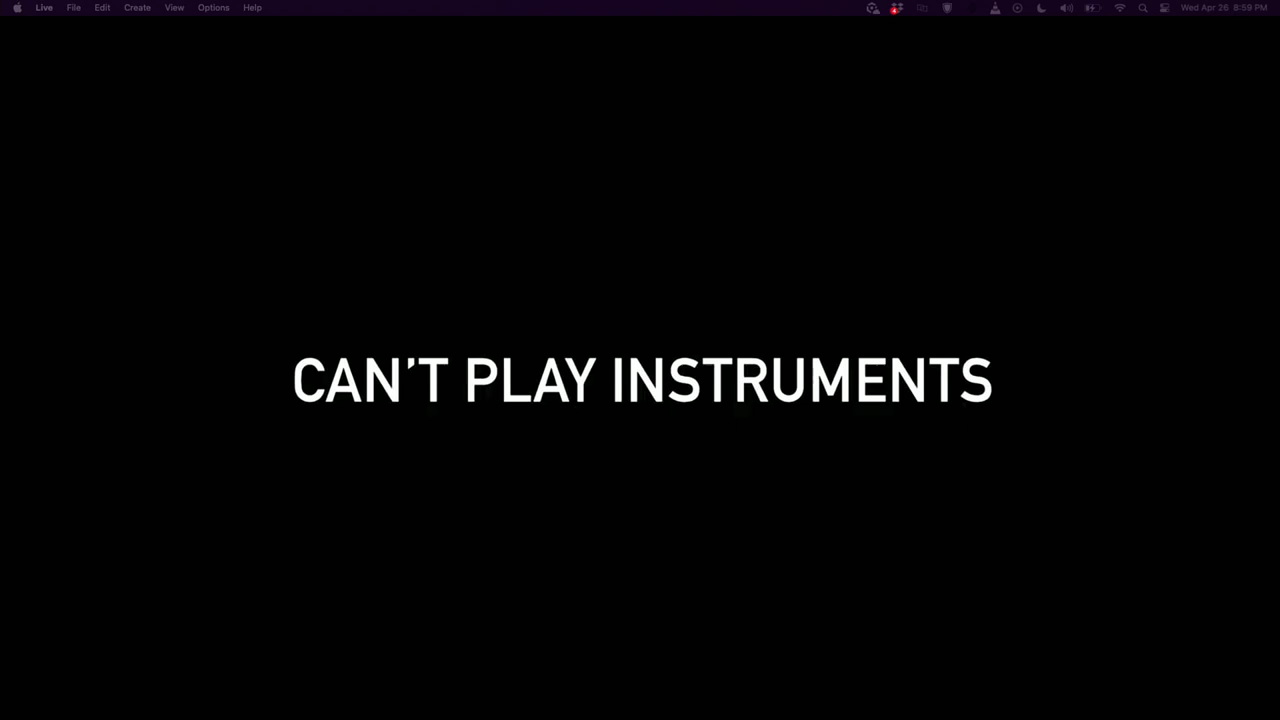 Live File Edit Create View Options Help Wed Apr 26 8:59 PM
CAN'T PLAY INSTRUMENTS